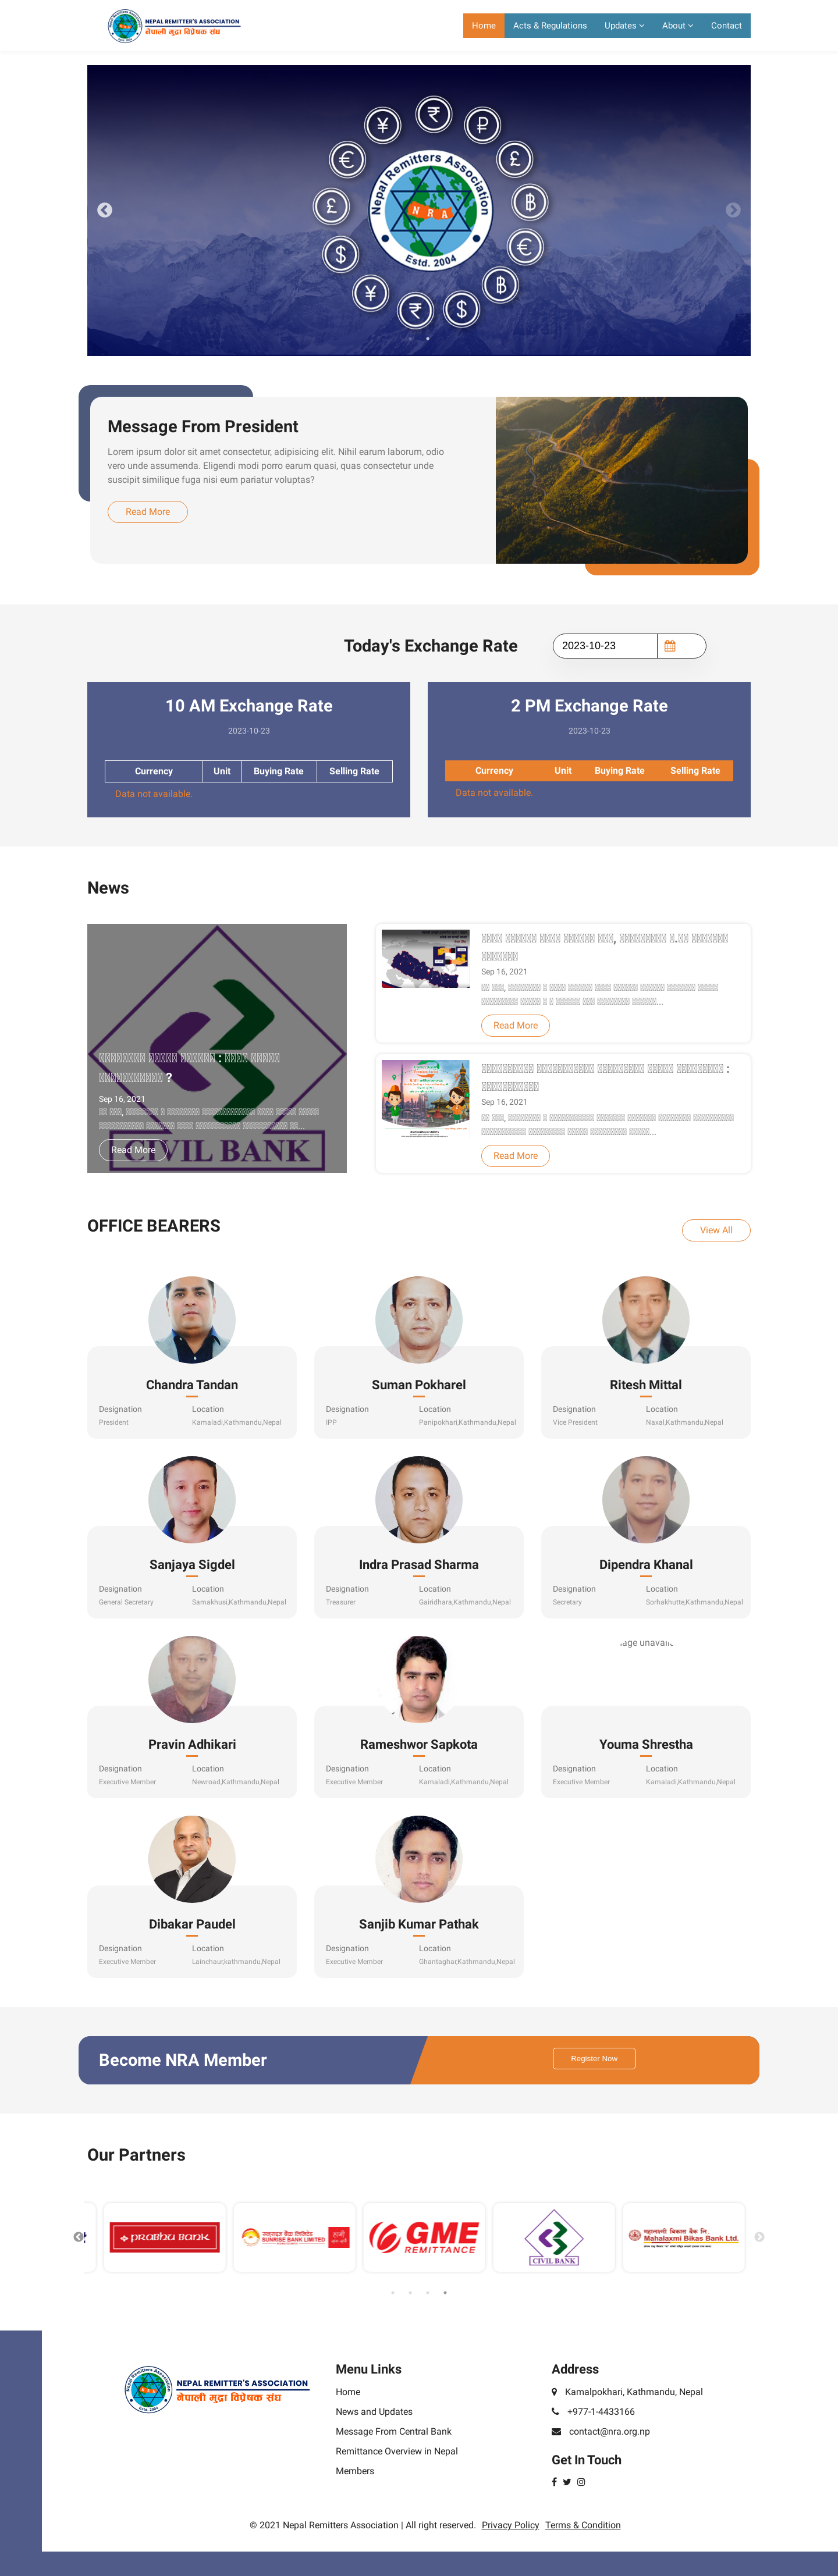 NEPAL REMITTER'S ASSOCIATION
नेपाली मुद्रा विप्रेषक संघ
Home
Acts & Regulations
Updates
About
Contact
Nepal Remitters Association
NRA
Estd. 2004
Message From President
Lorem ipsum dolor sit amet consectetur, adipisicing elit. Nihil earum laborum, odio
vero unde assumenda. Eligendi modi porro earum quasi, quas consectetur unde
suscipit similique fuga nisi eum pariatur voluptas?
Read More
Today's Exchange Rate
2023-10-23
10 AM Exchange Rate
2023-10-23
Currency Unit Buying Rate Selling Rate
Data not available.
2 PM Exchange Rate
2023-10-23
Currency Unit Buying Rate Selling Rate
Data not available.
News
Sep 16, 2021
Read More
CIVIL BANK
Sep 16, 2021
Read More
Sep 16, 2021
Read More
OFFICE BEARERS
View All
Chandra Tandan
Designation Location
President Kamaladi,Kathmandu,Nepal
Suman Pokharel
Designation Location
IPP Panipokhari,Kathmandu,Nepal
Ritesh Mittal
Designation Location
Vice President Naxal,Kathmandu,Nepal
Sanjaya Sigdel
Designation Location
General Secretary Samakhusi,Kathmandu,Nepal
Indra Prasad Sharma
Designation Location
Treasurer Gairidhara,Kathmandu,Nepal
Dipendra Khanal
Designation Location
Secretary Sorhakhutte,Kathmandu,Nepal
Pravin Adhikari
Designation Location
Executive Member Newroad,Kathmandu,Nepal
Rameshwor Sapkota
Designation Location
Executive Member Kamaladi,Kathmandu,Nepal
Youma Shrestha
Designation Location
Executive Member Kamaladi,Kathmandu,Nepal
Dibakar Paudel
Designation Location
Executive Member Lainchaur,kathmandu,Nepal
Sanjib Kumar Pathak
Designation Location
Executive Member Ghantaghar,Kathmandu,Nepal
Become NRA Member
Register Now
Our Partners
PRABHU BANK
SUNRISE BANK LIMITED
GME
REMITTANCE
CIVIL BANK
महालक्ष्मी विकास बैंक लि.
Mahalaxmi Bikas Bank Ltd.
NEPAL REMITTER'S ASSOCIATION
नेपाली मुद्रा विप्रेषक संघ
Menu Links
Home
News and Updates
Message From Central Bank
Remittance Overview in Nepal
Members
Address
Kamalpokhari, Kathmandu, Nepal
+977-1-4433166
contact@nra.org.np
Get In Touch
© 2021 Nepal Remitters Association | All right reserved. Privacy Policy Terms & Condition